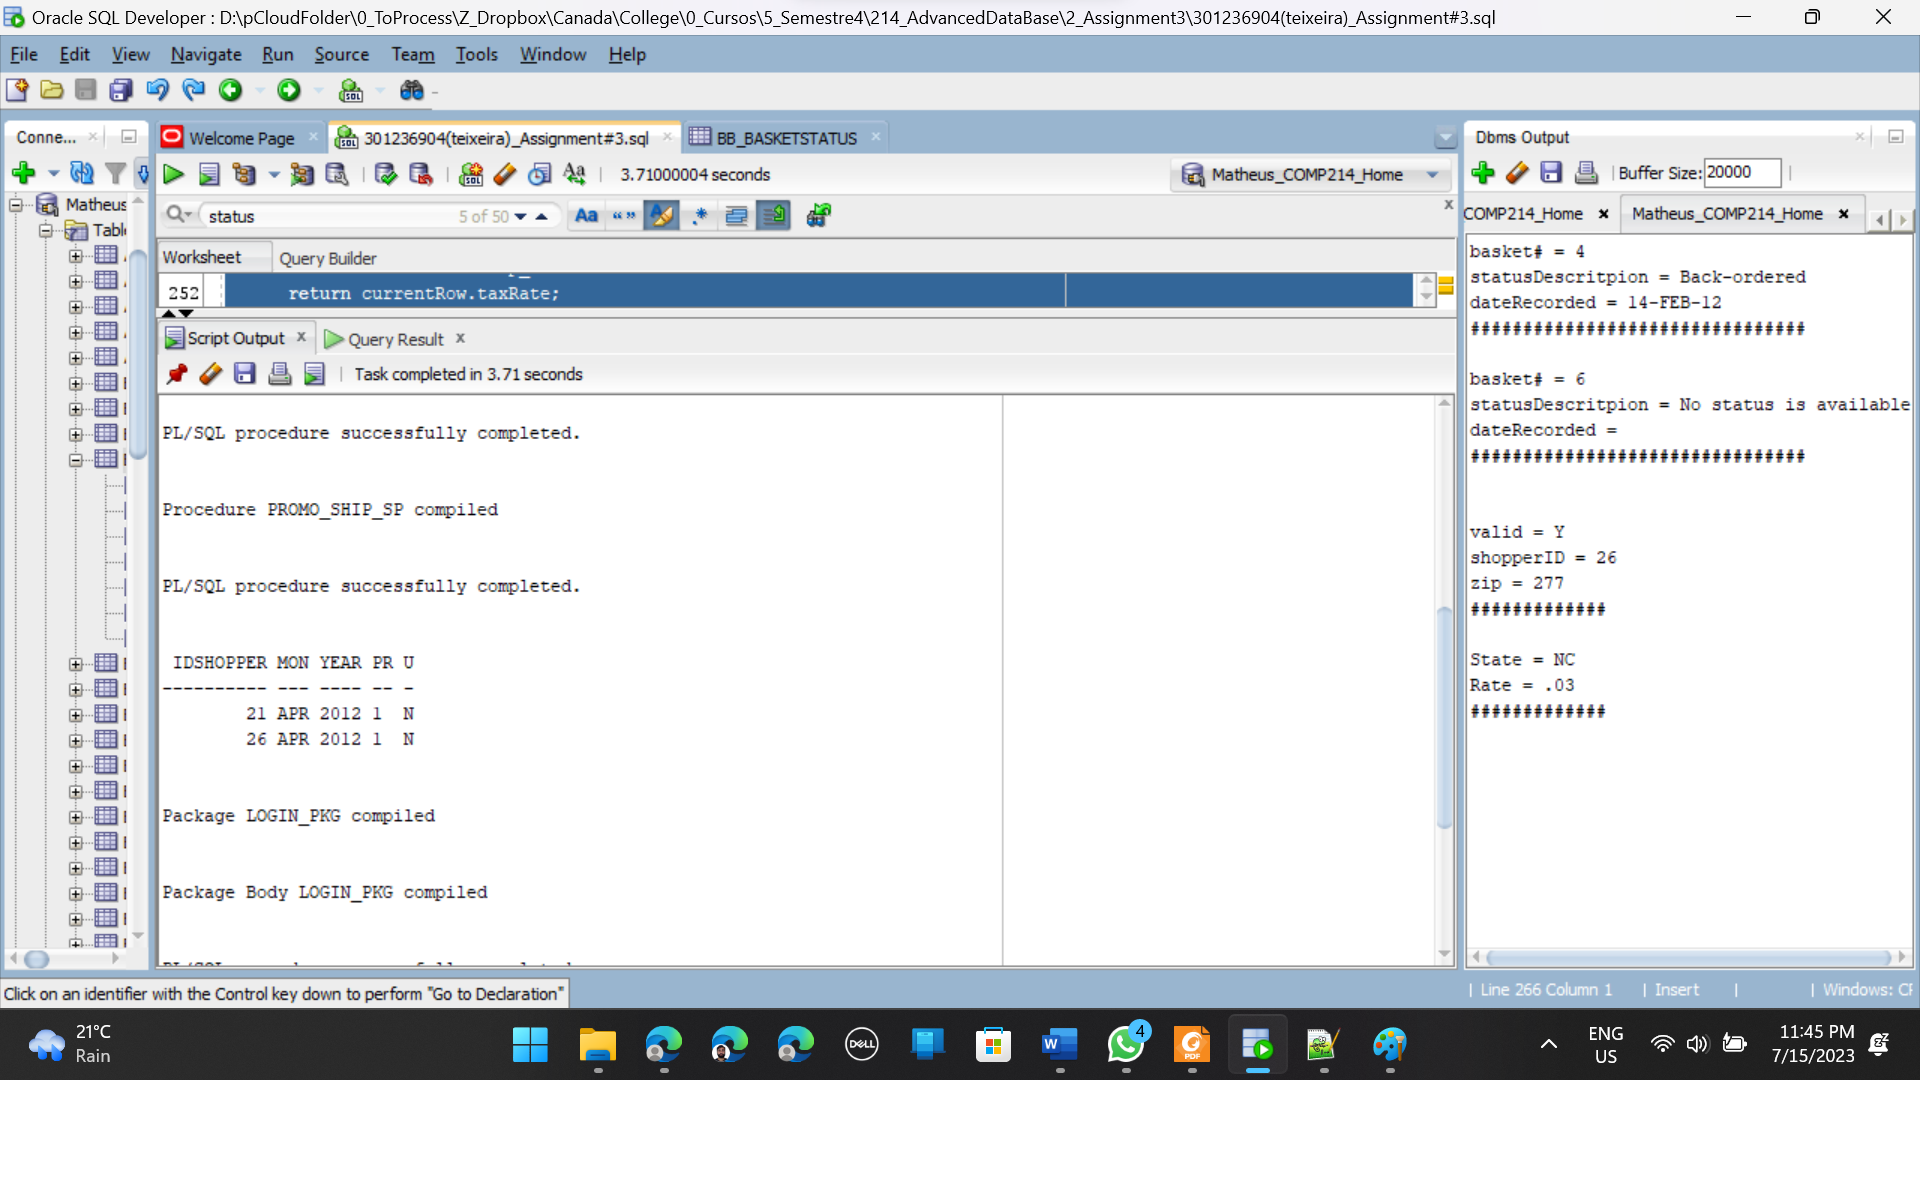 Oracle SQL Developer : D:\pCloudFolder\0_ToProcess\Z_Dropbox\Canada\College\0_Cursos\5_Semestre4\214_AdvancedDataBase\2_Assignment3\301236904(teixeira)_Assignment#3.sql
File Edit View Navigate Run Source Team Tools Window Help
Conne...
Welcome Page
301236904(teixeira)_Assignment#3.sql
BB_BASKETSTATUS
3.71000004 seconds
Matheus_COMP214_Home
Matheus
status
5 of 50
Worksheet
Query Builder
252
return currentRow.taxRate;
Script Output
Query Result
Task completed in 3.71 seconds
PL/SQL procedure successfully completed.
Procedure PROMO_SHIP_SP compiled
PL/SQL procedure successfully completed.
IDSHOPPER MON YEAR PR U
---------- --- ---- -- -
21 APR 2012 1 N
26 APR 2012 1 N
Package LOGIN_PKG compiled
Package Body LOGIN_PKG compiled
Dbms Output
Buffer Size: 20000
COMP214_Home
Matheus_COMP214_Home
basket# = 4
statusDescritpion = Back-ordered
dateRecorded = 14-FEB-12
################################
basket# = 6
statusDescritpion = No status is available
dateRecorded =
################################
valid = Y
shopperID = 26
zip = 277
#############
State = NC
Rate = .03
#############
Click on an identifier with the Control key down to perform "Go to Declaration"
Line 266 Column 1
Insert
Windows:
21°C
Rain
DELL
W
4
PDF
ENG
US
11:45 PM
7/15/2023